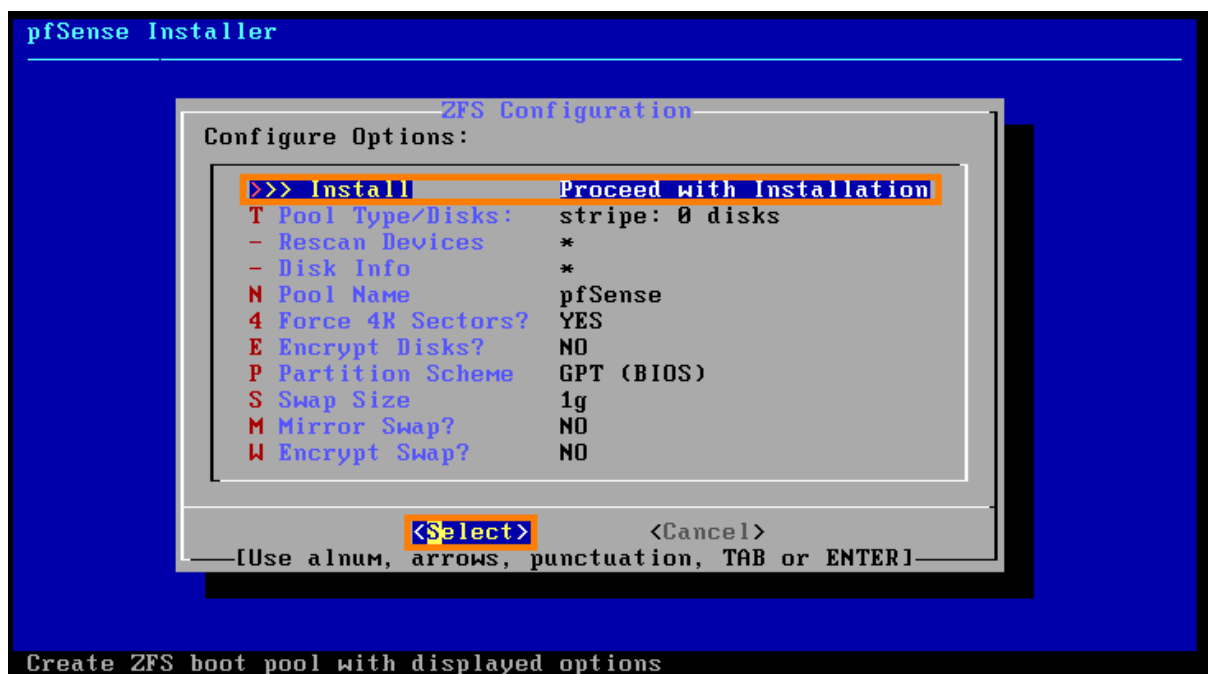 pfSense Installer
ZFS Configuration
Configure Options:
>>> Install Proceed with Installation
T Pool Type/Disks: stripe: 0 disks
- Rescan Devices *
- Disk Info *
N Pool Name pfSense
4 Force 4K Sectors? YES
E Encrypt Disks? NO
P Partition Scheme GPT (BIOS)
S Swap Size 1g
M Mirror Swap? NO
W Encrypt Swap? NO
<Select> <Cancel>
[Use alnum, arrows, punctuation, TAB or ENTER]
Create ZFS boot pool with displayed options